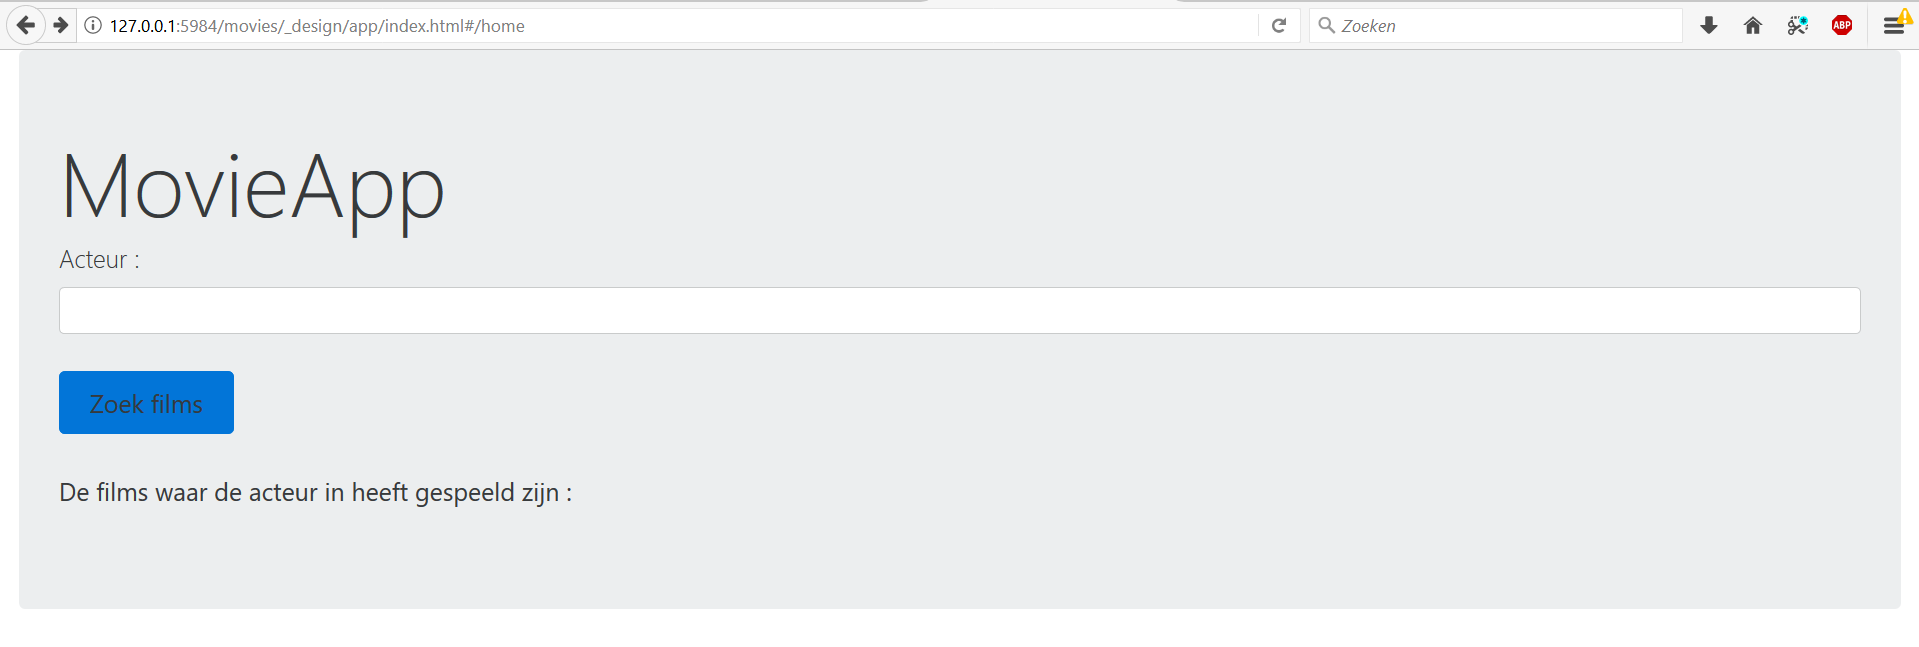 127.0.0.1:5984/movies/_design/app/index.html#/home
Zoeken
ABP
MovieApp
Acteur :
Zoek films
De films waar de acteur in heeft gespeeld zijn :